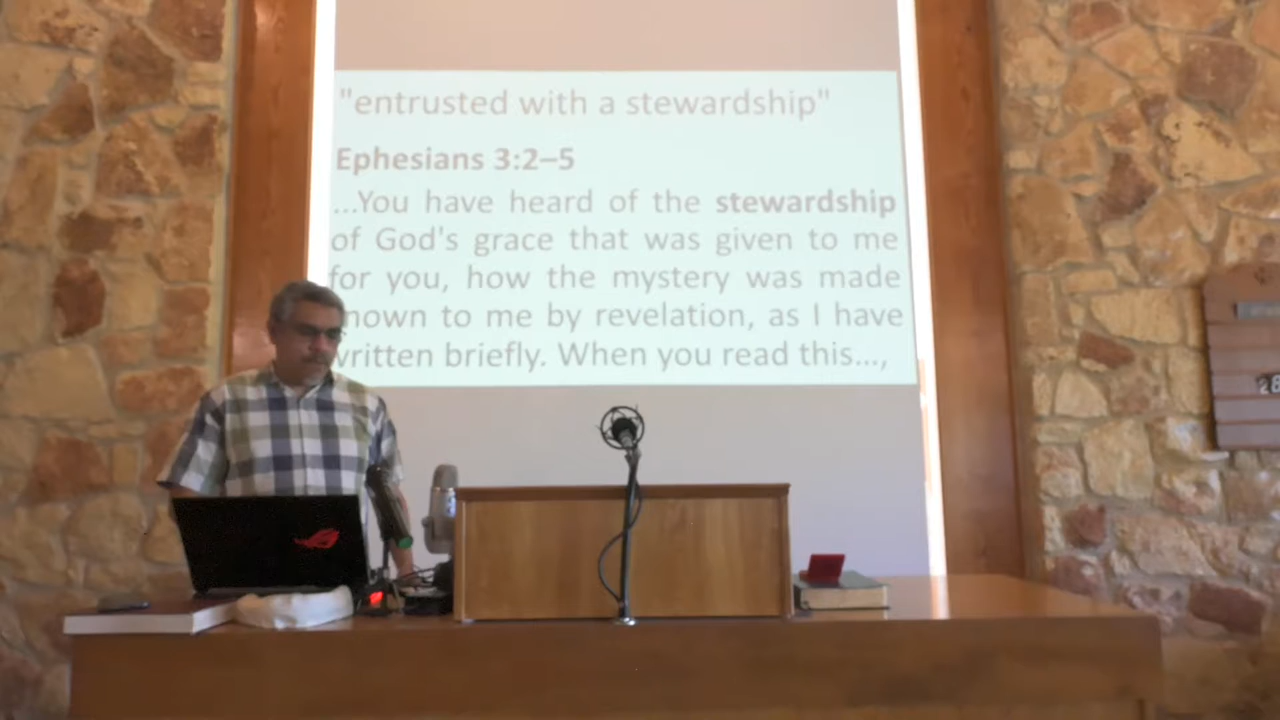 "entrusted with a stewardship"
Ephesians 3:2–5
...You have heard of the stewardship
of God's grace that was given to me
for you, how the mystery was made
known to me by revelation, as I have
written briefly. When you read this...,
28